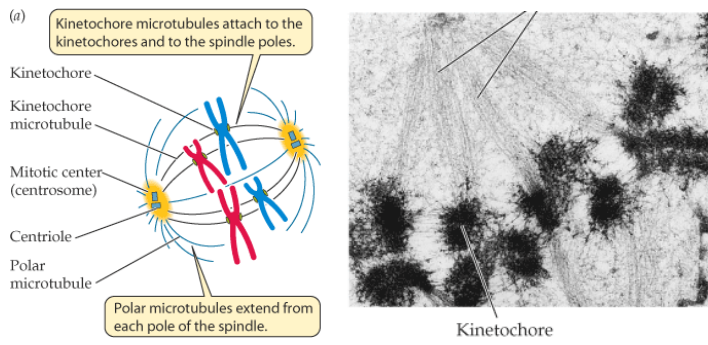 (a)
Kinetochore microtubules attach to the
kinetochores and to the spindle poles.
Kinetochore
Kinetochore
microtubule
Mitotic center
(centrosome)
Centriole
Polar
microtubule
Polar microtubules extend from
each pole of the spindle.
Kinetochore